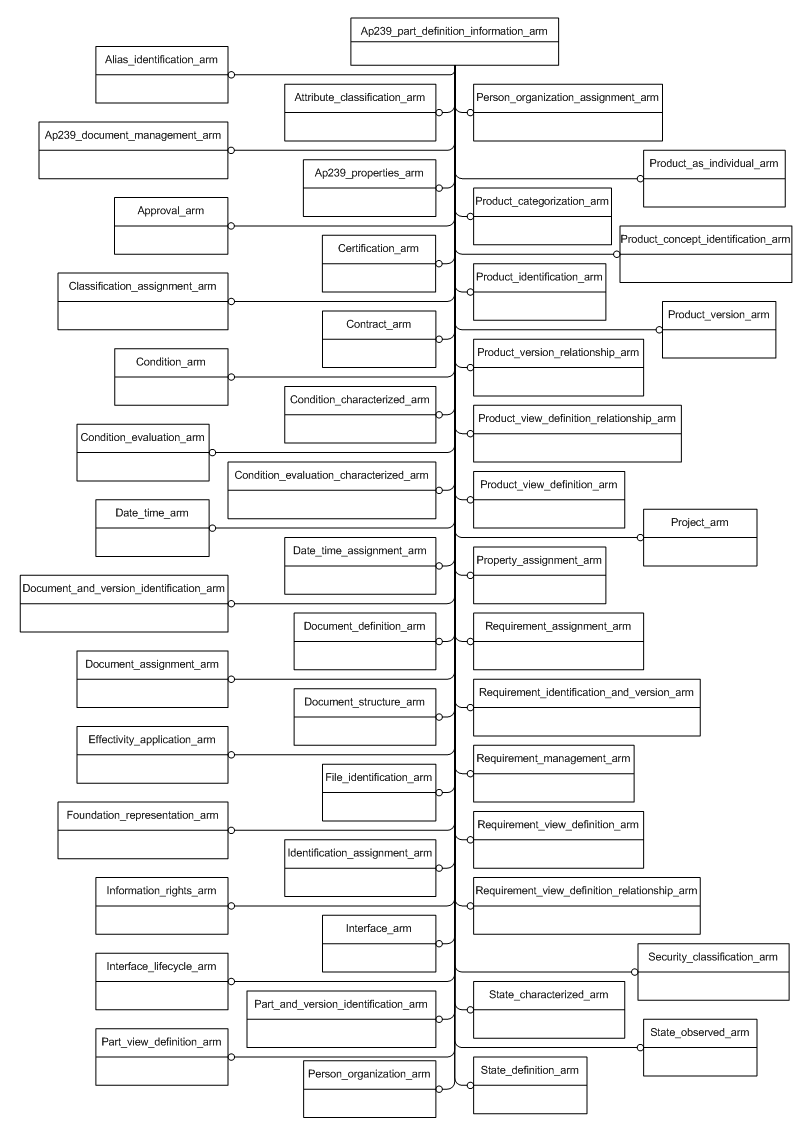 Ap239_part_definition_information_arm
Alias_identification_arm
Attribute_classification_arm
Person_organization_assignment_arm
Ap239_document_management_arm
Product_as_individual_arm
Ap239_properties_arm
Product_categorization_arm
Approval_arm
Product_concept_identification_arm
Certification_arm
Product_identification_arm
Classification_assignment_arm
Product_version_arm
Contract_arm
Product_version_relationship_arm
Condition_arm
Condition_characterized_arm
Product_view_definition_relationship_arm
Condition_evaluation_arm
Condition_evaluation_characterized_arm
Product_view_definition_arm
Date_time_arm
Project_arm
Date_time_assignment_arm
Property_assignment_arm
Document_and_version_identification_arm
Document_definition_arm
Requirement_assignment_arm
Document_assignment_arm
Requirement_identification_and_version_arm
Document_structure_arm
Effectivity_application_arm
Requirement_management_arm
File_identification_arm
Foundation_representation_arm
Requirement_view_definition_arm
Identification_assignment_arm
Information_rights_arm
Requirement_view_definition_relationship_arm
Interface_arm
Security_classification_arm
Interface_lifecycle_arm
State_characterized_arm
Part_and_version_identification_arm
State_observed_arm
Part_view_definition_arm
State_definition_arm
Person_organization_arm